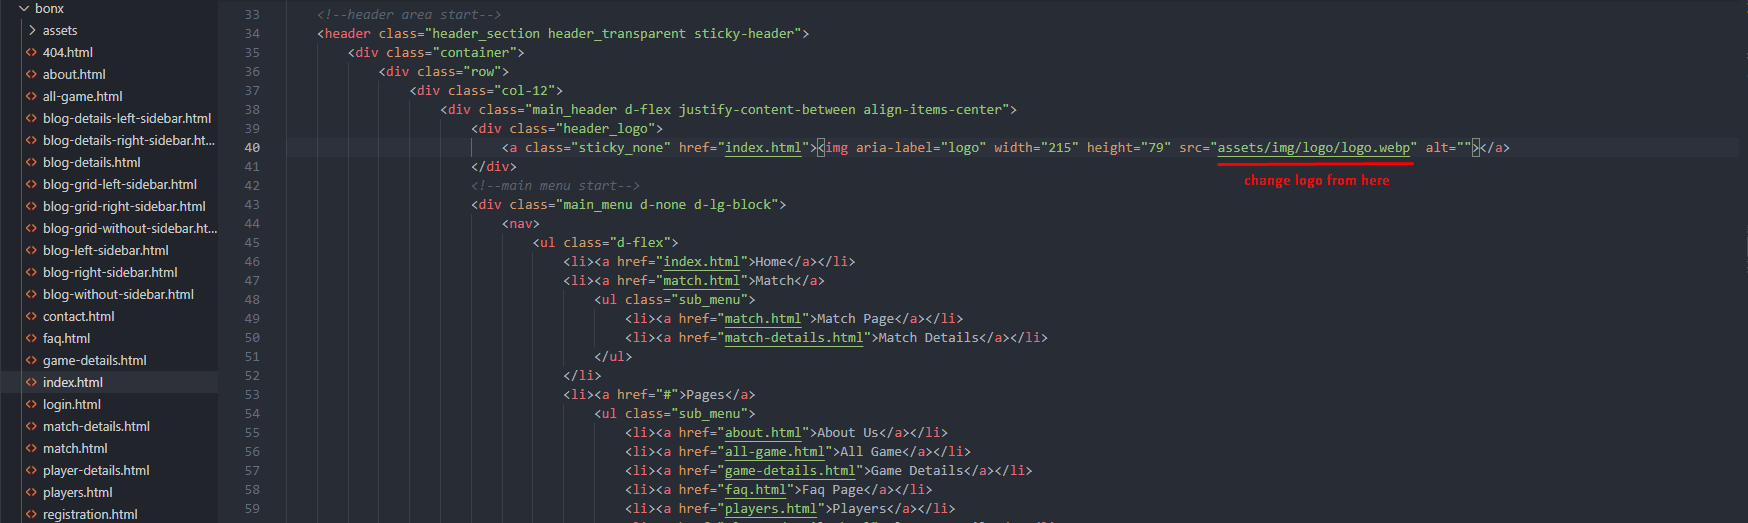 bonx
assets
404.html
about.html
all-game.html
blog-details-left-sidebar.html
blog-details-right-sidebar.ht...
blog-details.html
blog-grid-left-sidebar.html
blog-grid-right-sidebar.html
blog-grid-without-sidebar.ht...
blog-left-sidebar.html
blog-right-sidebar.html
blog-without-sidebar.html
contact.html
faq.html
game-details.html
index.html
login.html
match-details.html
match.html
player-details.html
players.html
registration.html
33 <!--header area start-->
34 <header class="header_section header_transparent sticky-header">
35 <div class="container">
36 <div class="row">
37 <div class="col-12">
38 <div class="main_header d-flex justify-content-between align-items-center">
39 <div class="header_logo">
40 <a class="sticky_none" href="index.html"><img aria-label="logo" width="215" height="79" src="assets/img/logo/logo.webp" alt=""></a>
change logo from here
41 </div>
42 <!--main menu start-->
43 <div class="main_menu d-none d-lg-block">
44 <nav>
45 <ul class="d-flex">
46 <li><a href="index.html">Home</a></li>
47 <li><a href="match.html">Match</a>
48 <ul class="sub_menu">
49 <li><a href="match.html">Match Page</a></li>
50 <li><a href="match-details.html">Match Details</a></li>
51 </ul>
52 </li>
53 <li><a href="#">Pages</a>
54 <ul class="sub_menu">
55 <li><a href="about.html">About Us</a></li>
56 <li><a href="all-game.html">All Game</a></li>
57 <li><a href="game-details.html">Game Details</a></li>
58 <li><a href="faq.html">Faq Page</a></li>
59 <li><a href="players.html">Players</a></li>